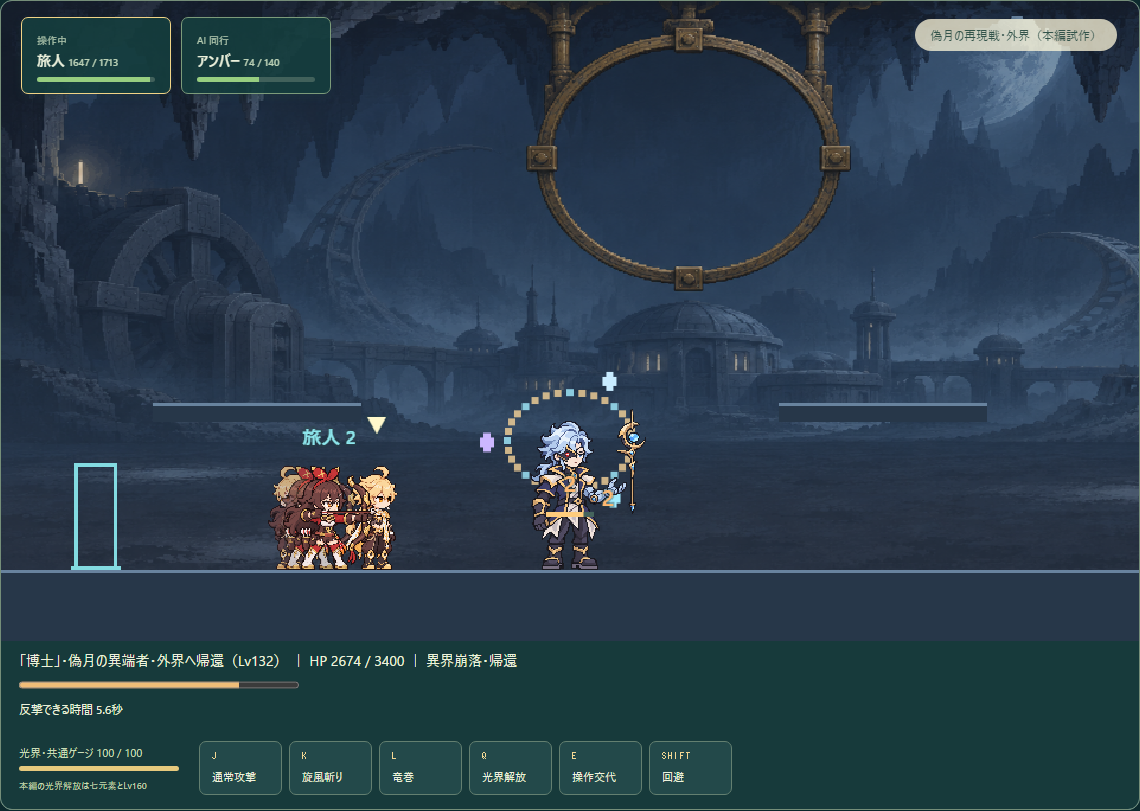 操作中
旅人 1647 / 1713
AI 同行
アンバー 74 / 140
偽月の再現戦・外界（本編試作）
旅人 2
2
2
「博士」・偽月の異端者・外界へ帰還（Lv132） ｜ HP 2674 / 3400 ｜ 異界崩落・帰還
反撃できる時間 5.6秒
光界・共通ゲージ 100 / 100
本編の光界解放は七元素とLv160
J
通常攻撃
K
旋風斬り
L
竜巻
Q
光界解放
E
操作交代
SHIFT
回避